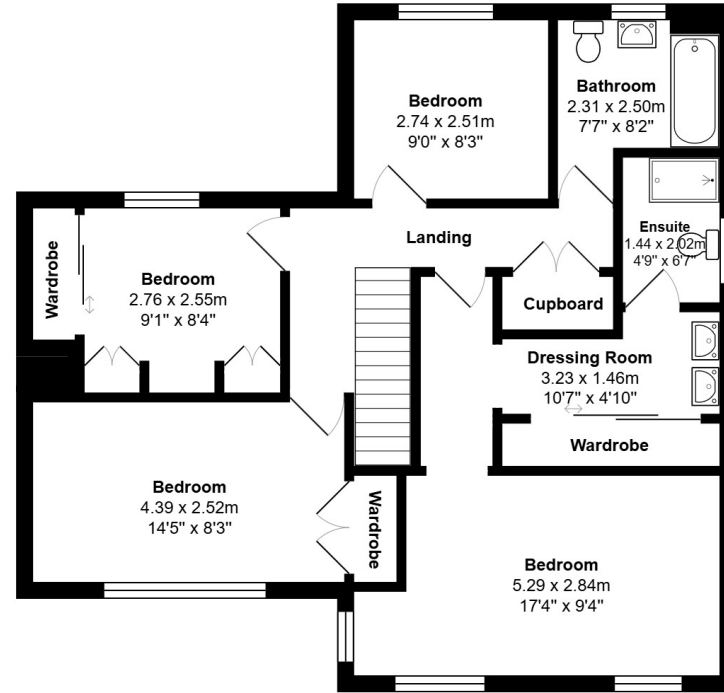 Bedroom
2.74 x 2.51m
9'0" x 8'3"
Bathroom
2.31 x 2.50m
7'7" x 8'2"
Ensuite
1.44 x 2.02m
4'9" x 6'7"
Landing
Wardrobe
Bedroom
2.76 x 2.55m
9'1" x 8'4"
Cupboard
Dressing Room
3.23 x 1.46m
10'7" x 4'10"
Wardrobe
Bedroom
4.39 x 2.52m
14'5" x 8'3"
Wardrobe
Bedroom
5.29 x 2.84m
17'4" x 9'4"